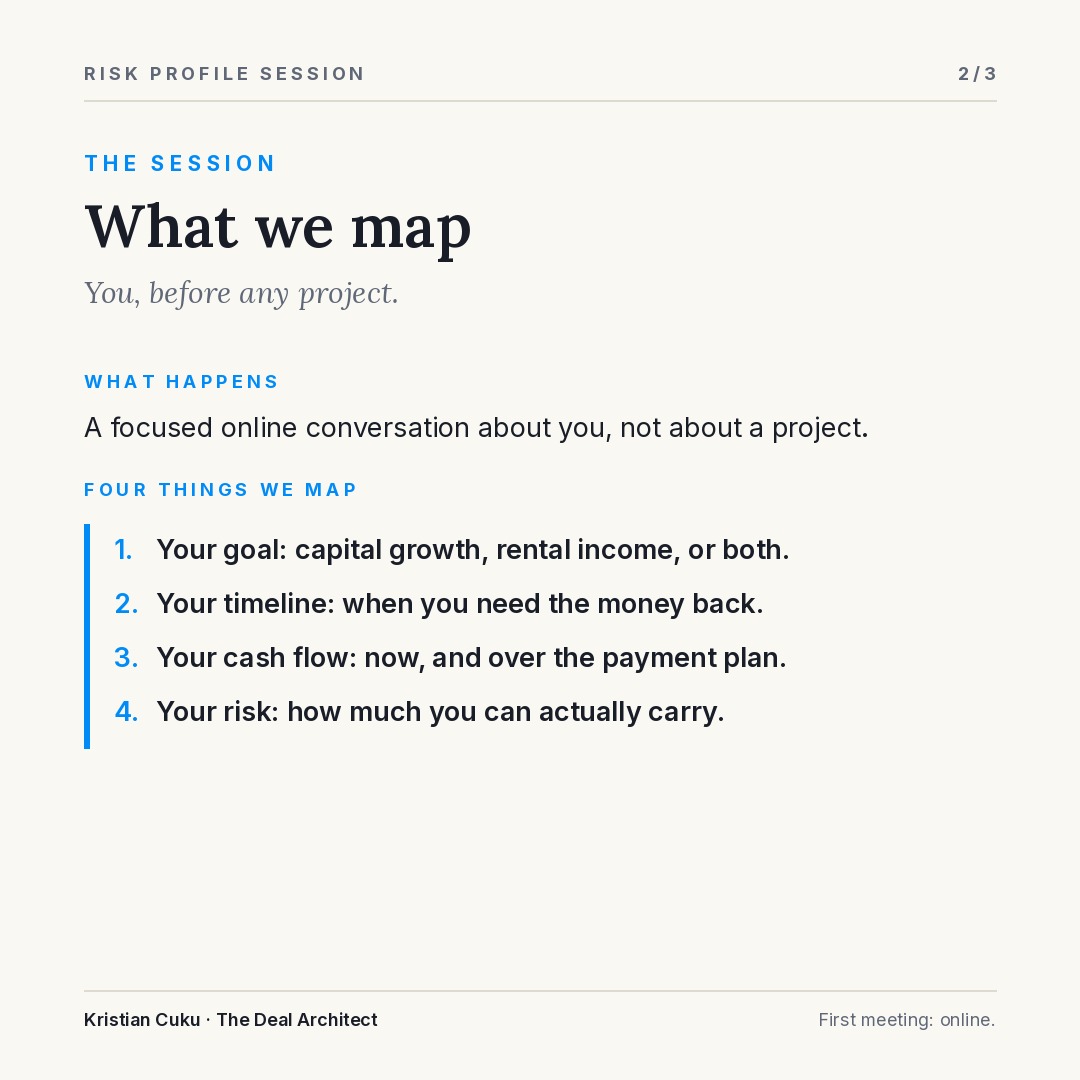 RISK PROFILE SESSION
2/3
THE SESSION
What we map
You, before any project.
WHAT HAPPENS
A focused online conversation about you, not about a project.
FOUR THINGS WE MAP
1. Your goal: capital growth, rental income, or both.
2. Your timeline: when you need the money back.
3. Your cash flow: now, and over the payment plan.
4. Your risk: how much you can actually carry.
Kristian Cuku · The Deal Architect
First meeting: online.